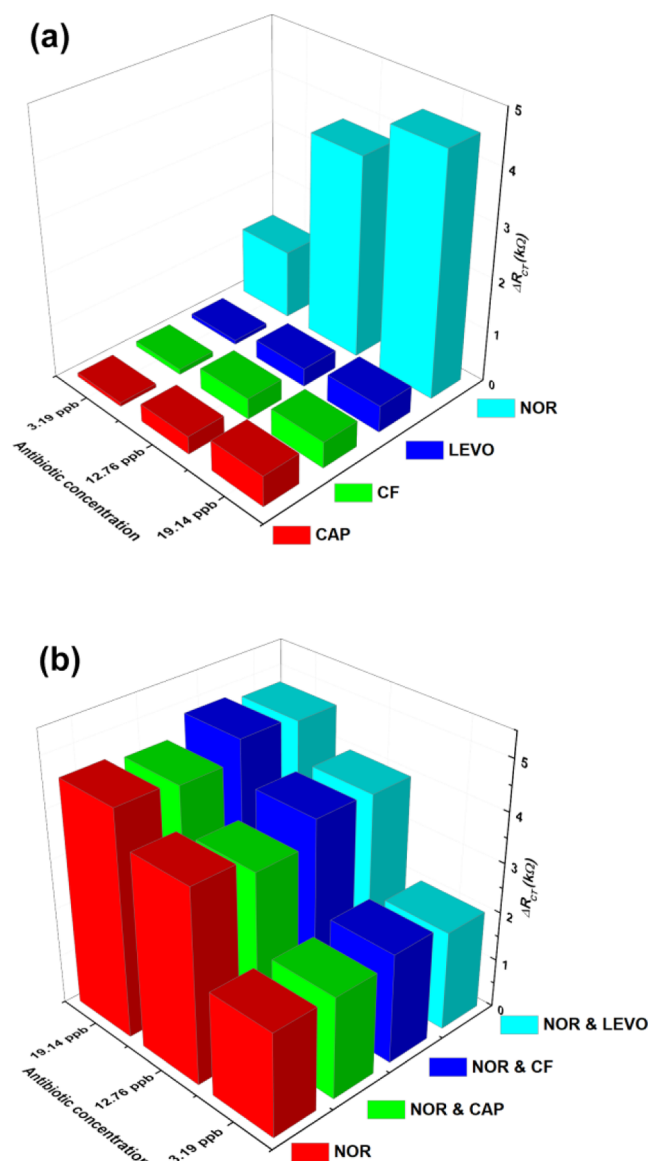 (a)
5
4
3
2
1
0
ΔR_CT(kΩ)
3.19 ppb
12.76 ppb
19.14 ppb
Antibiotic concentration
NOR
LEVO
CF
CAP
(b)
5
4
3
2
1
0
ΔR_CT(kΩ)
19.14 ppb
12.76 ppb
3.19 ppb
Antibiotic concentration
NOR & LEVO
NOR & CF
NOR & CAP
NOR